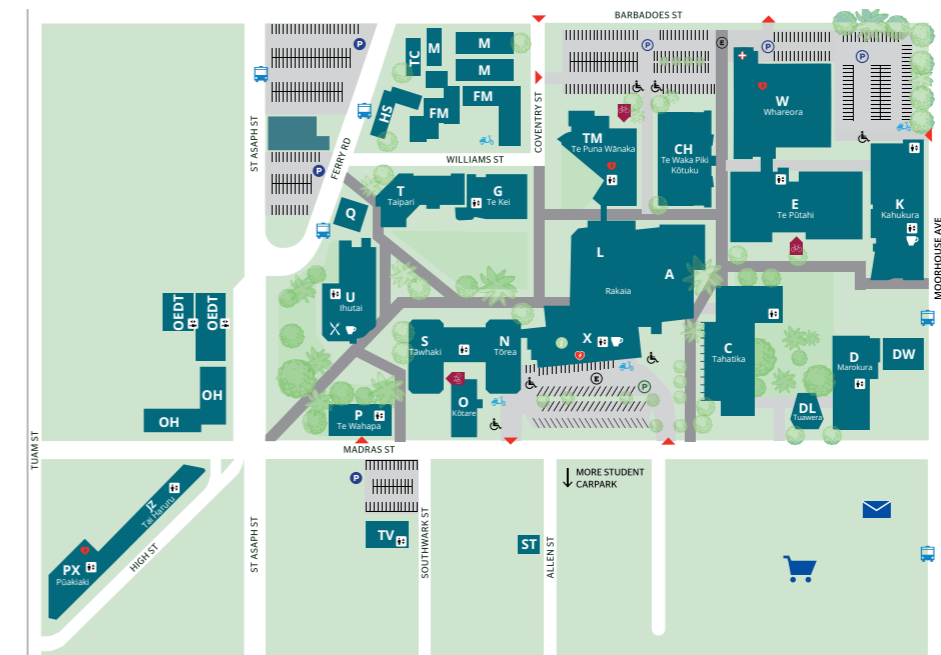 BARBADOES ST
P
E
P
P
P
TC
M
M
M
FM
FM
HS
W
Whareora
TM
Te Puna Wānaka
CH
Te Waka Piki
Kōtuku
COVENTRY ST
ST ASAPH ST
FERRY RD
WILLIAMS ST
P
T
Taipari
G
Te Kei
E
Te Pūtahi
K
Kahukura
MOORHOUSE AVE
Q
L
A
Rakaia
U
Ihutai
OEDT
OEDT
S
Tāwhaki
N
Tōrea
X
i
C
Tahatika
D
Marokura
DW
E
P
O
Kōtare
DL
Tuawera
OH
OH
P
Te Wahapa
TUAM ST
MADRAS ST
MORE STUDENT
CARPARK
P
JZ
Tai Haruru
HIGH ST
PX
Pūakiaki
ST ASAPH ST
TV
SOUTHWARK ST
ST
ALLEN ST